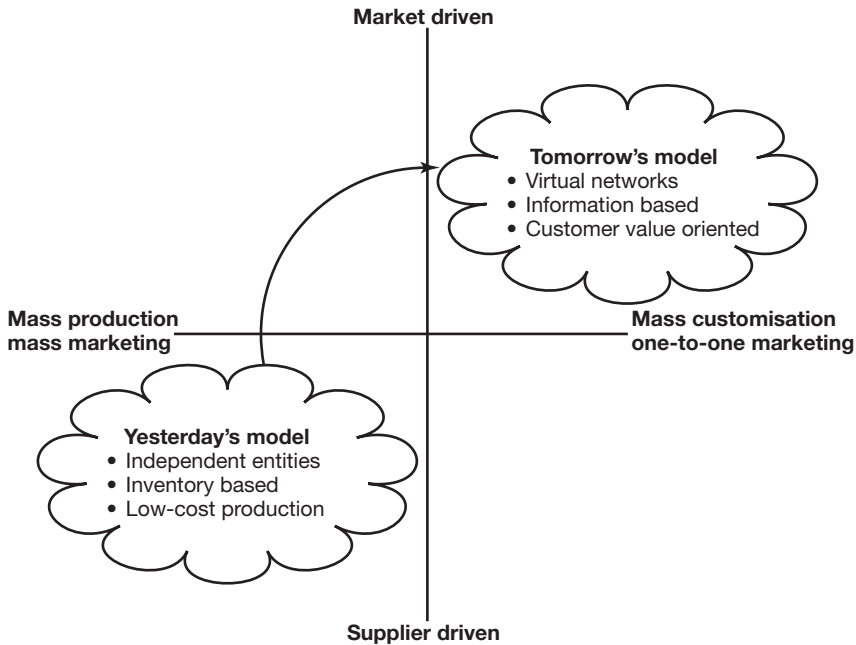 Market driven
Tomorrow's model
• Virtual networks
• Information based
• Customer value oriented
Mass production
mass marketing
Mass customisation
one-to-one marketing
Yesterday's model
• Independent entities
• Inventory based
• Low-cost production
Supplier driven